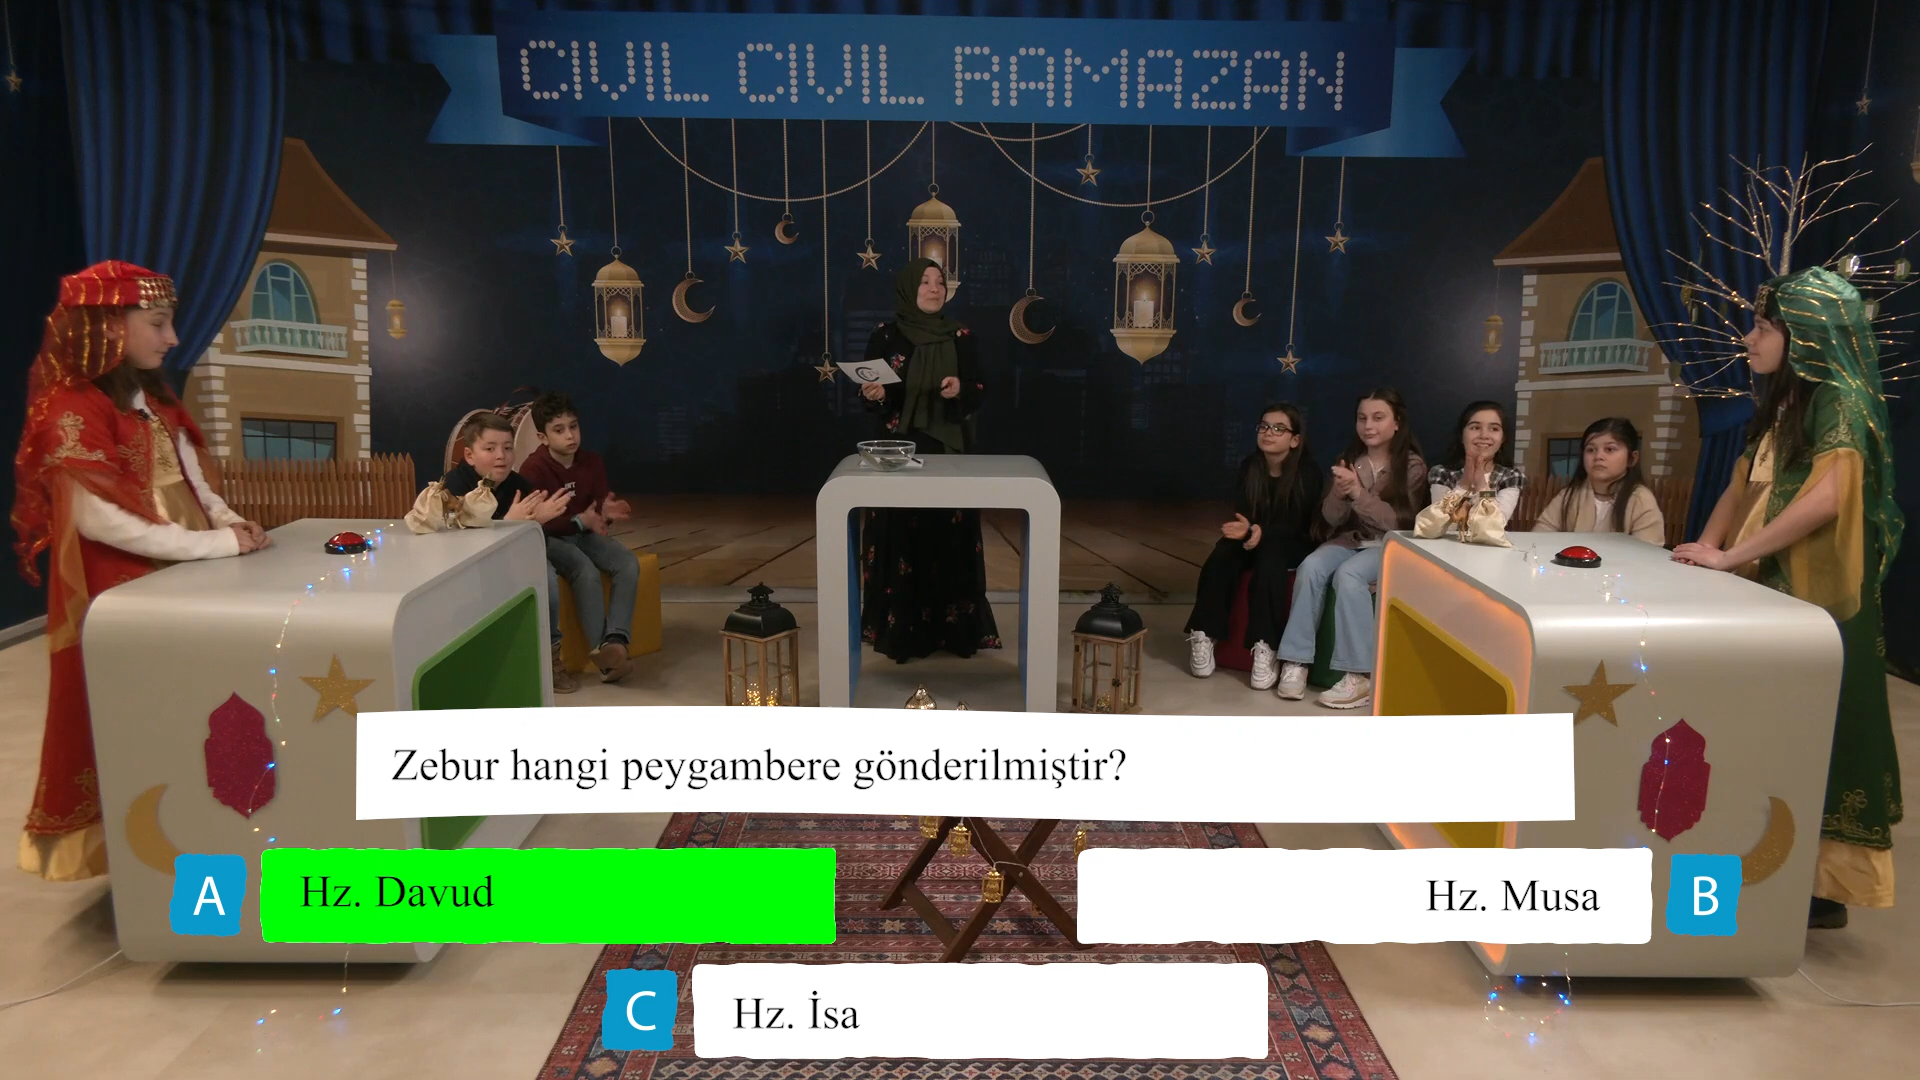 CIVIL CIVIL RAMAZAN
Zebur hangi peygambere gönderilmiştir?
A Hz. Davud
Hz. Musa B
C Hz. İsa